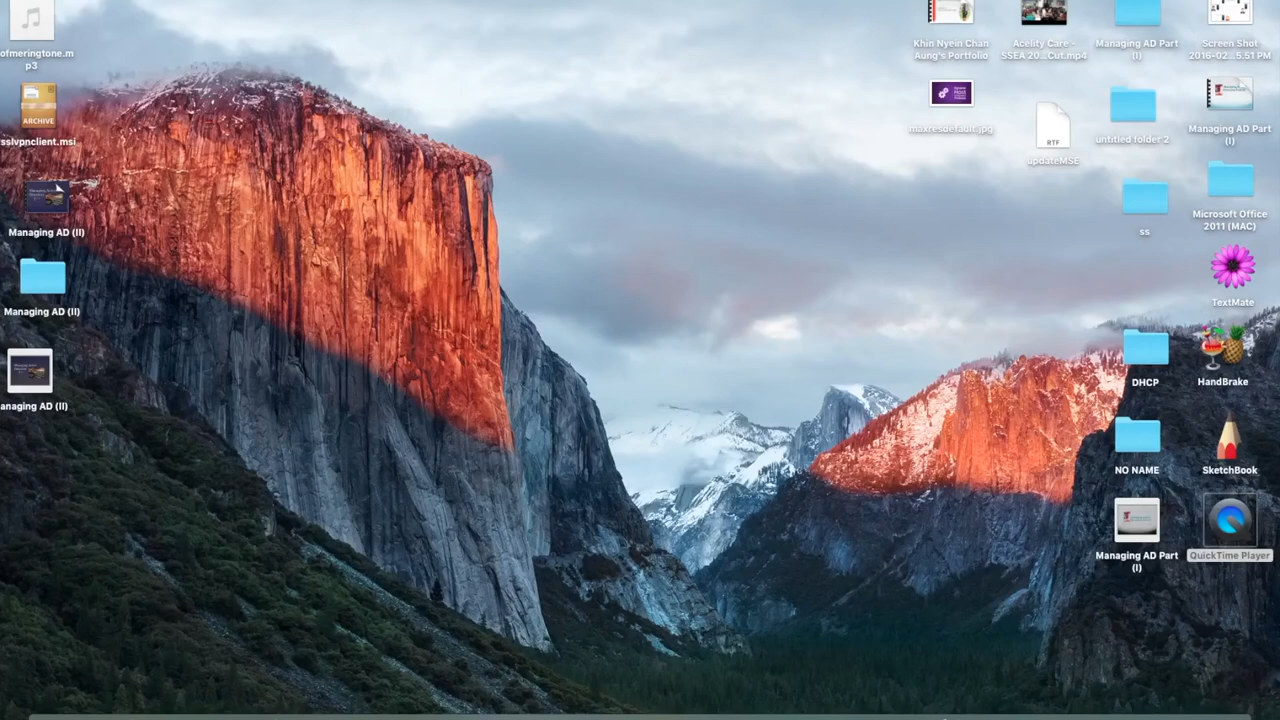 ofmeringtone.m
p3
ARCHIVE
sslvpnclient.msi
Managing AD (II)
Managing AD (II)
anaging AD (II)
Khin Nyein Chan
Aung's Portfolio
Acelity Care -
SSEA 20...Cut.mp4
Managing AD Part
(I)
Screen Shot
2016-02...5.51 PM
maxresdefault.jpg
RTF
updateMSE
untitled folder 2
Managing AD Part
(I)
ss
Microsoft Office
2011 (MAC)
TextMate
DHCP
HandBrake
NO NAME
SketchBook
Managing AD Part
(I)
QuickTime Player